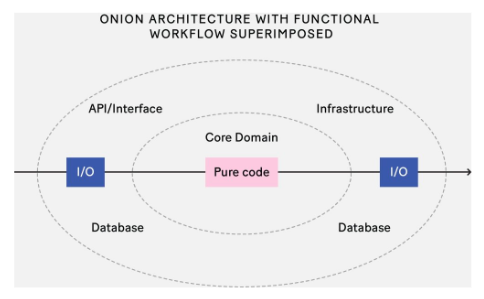 ONION ARCHITECTURE WITH FUNCTIONAL
WORKFLOW SUPERIMPOSED
API/Interface
Infrastructure
Core Domain
I/O
Pure code
I/O
Database
Database